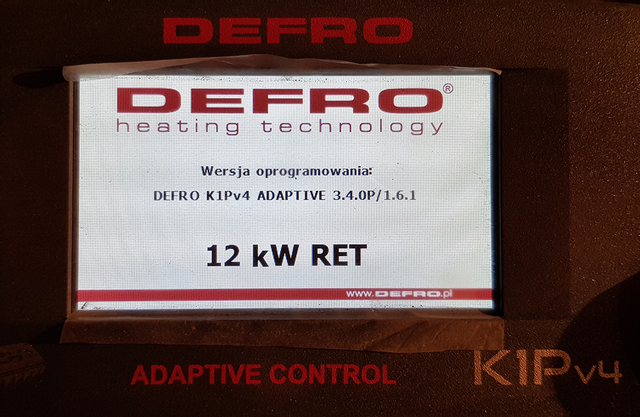 DEFRO
DEFRO®
heating technology
Wersja oprogramowania:
DEFRO K1Pv4 ADAPTIVE 3.4.0P/1.6.1
12 kW RET
www.DEFRO.pl
ADAPTIVE CONTROL
K1Pv4